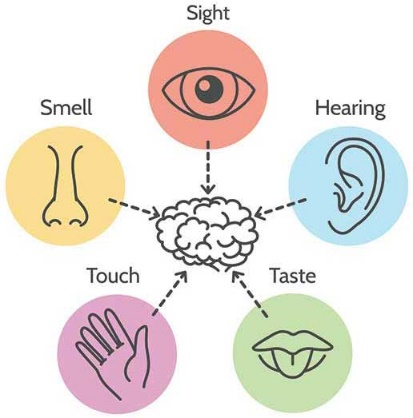 Sight
Smell
Hearing
Touch
Taste